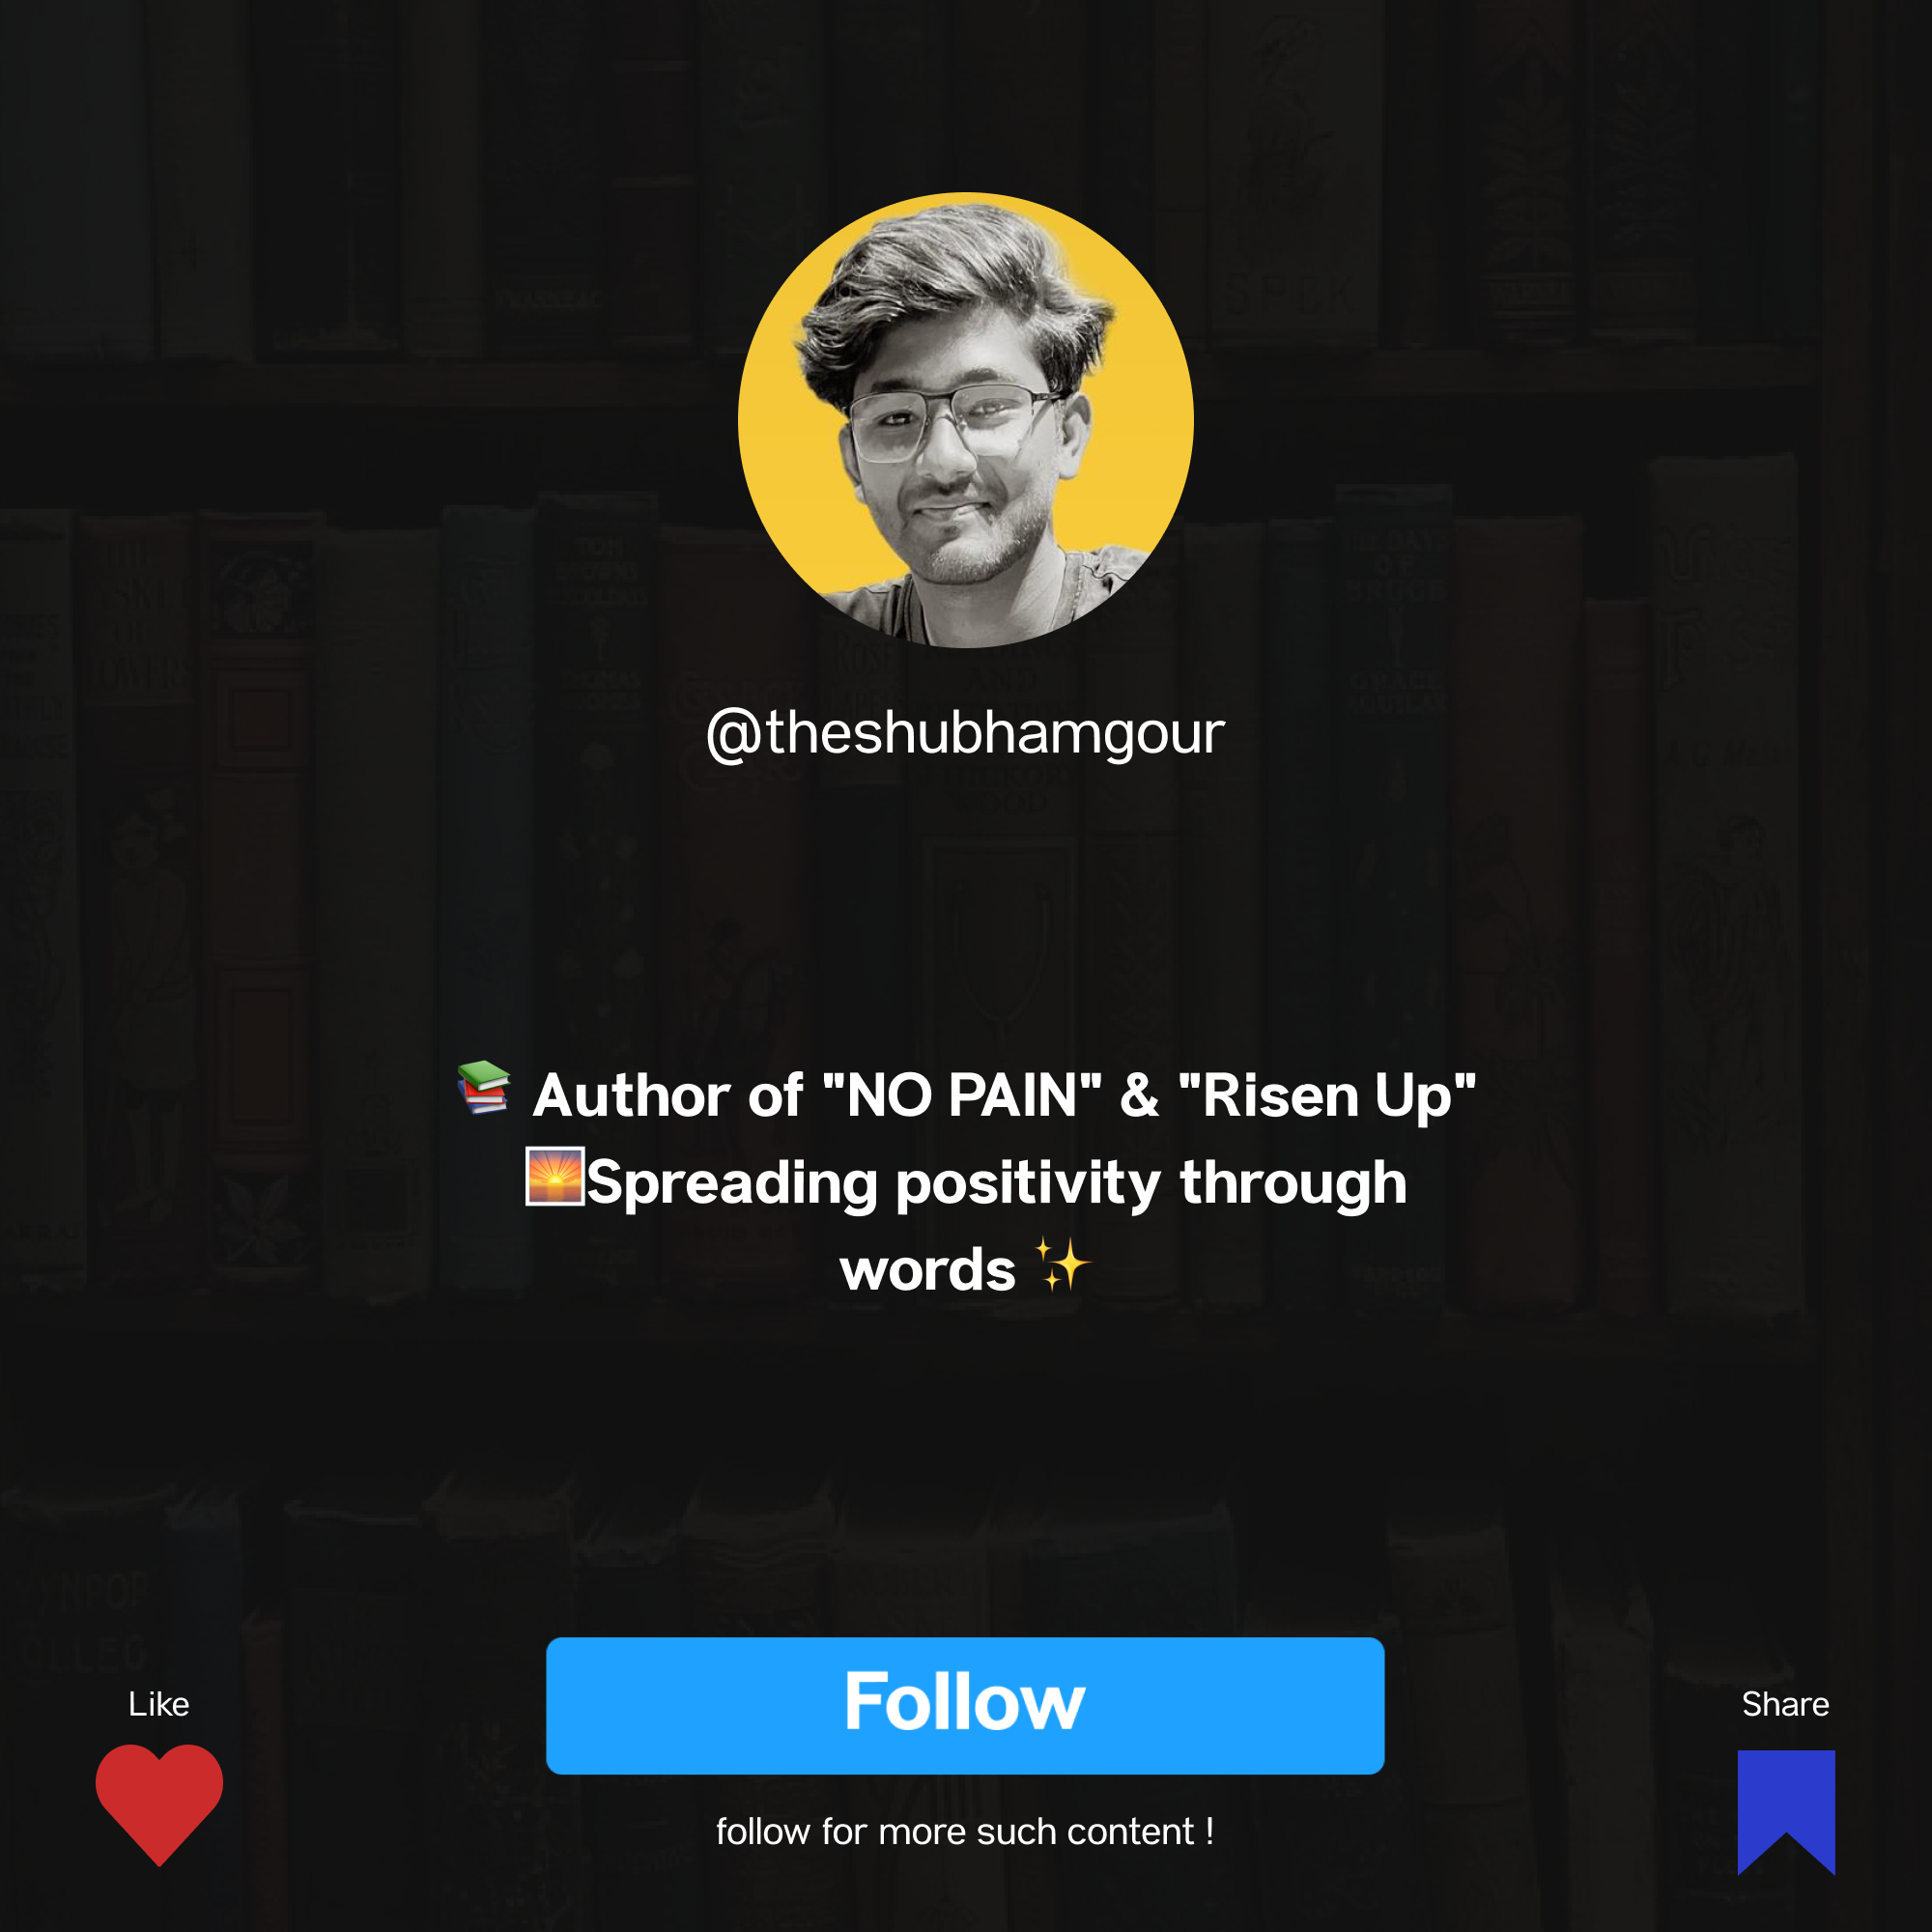 @theshubhamgour
📚 Author of "NO PAIN" & "Risen Up"
🌅Spreading positivity through
words ✨
Like
Follow
Share
follow for more such content !